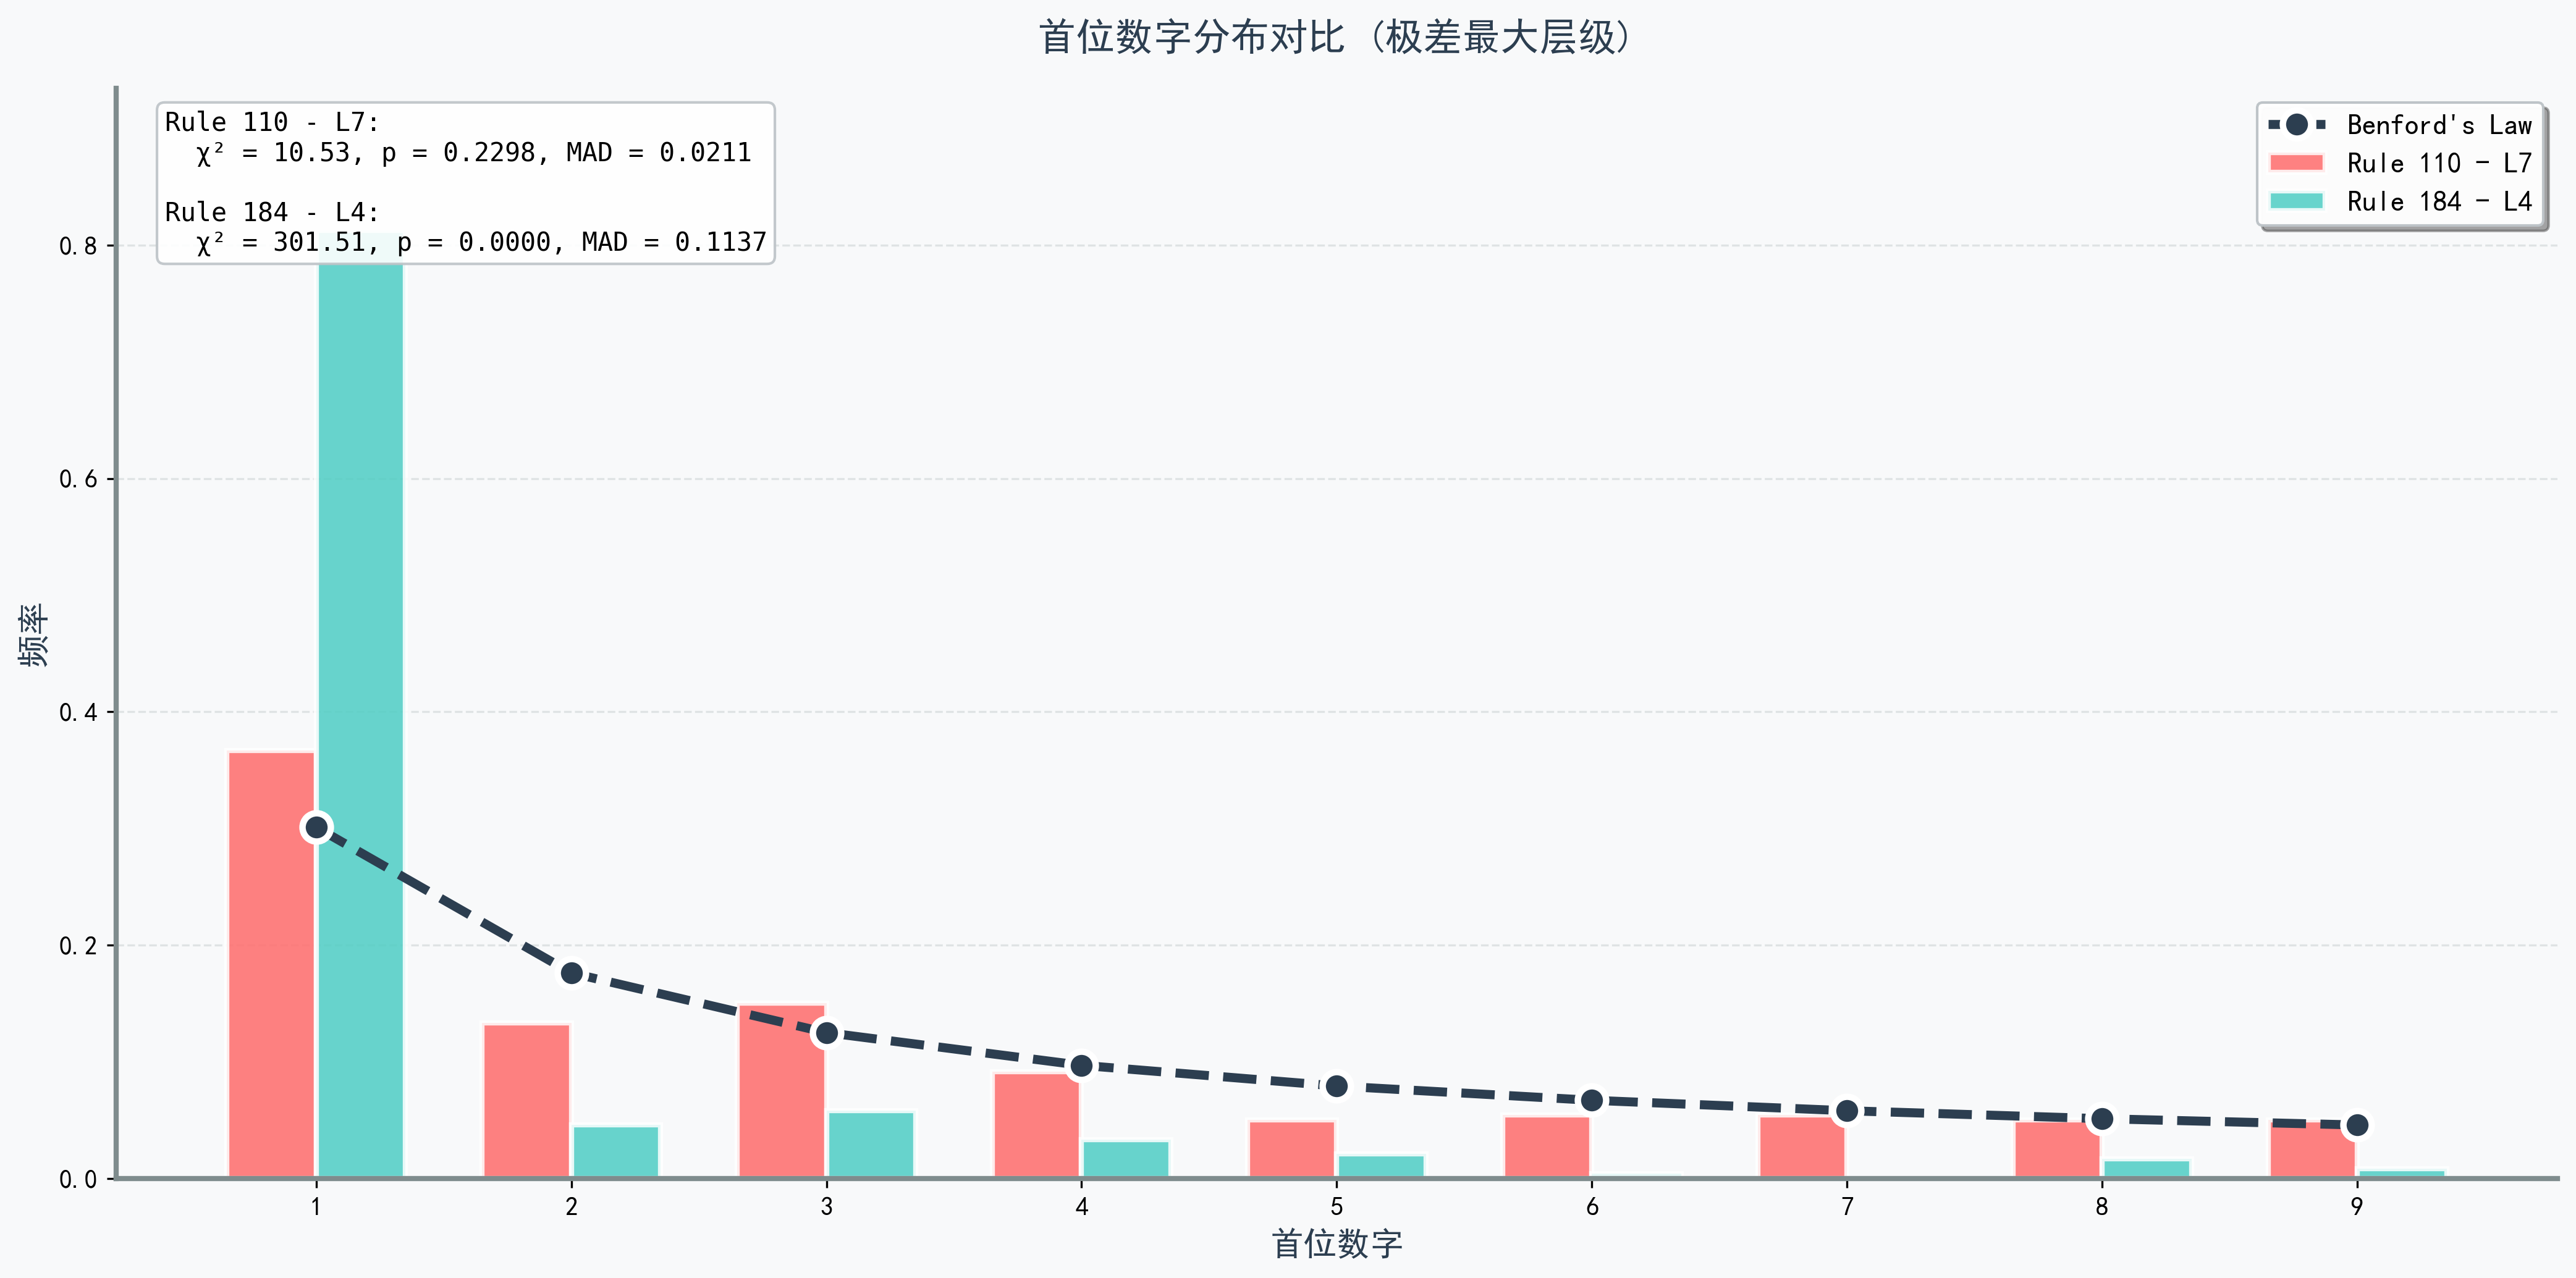 首位数字分布对比 (极差最大层级)
Rule 110 - L7:
χ² = 10.53, p = 0.2298, MAD = 0.0211
Rule 184 - L4:
χ² = 301.51, p = 0.0000, MAD = 0.1137
Benford's Law
Rule 110 - L7
Rule 184 - L4
频率
0.8
0.6
0.4
0.2
0.0
1 2 3 4 5 6 7 8 9
首位数字